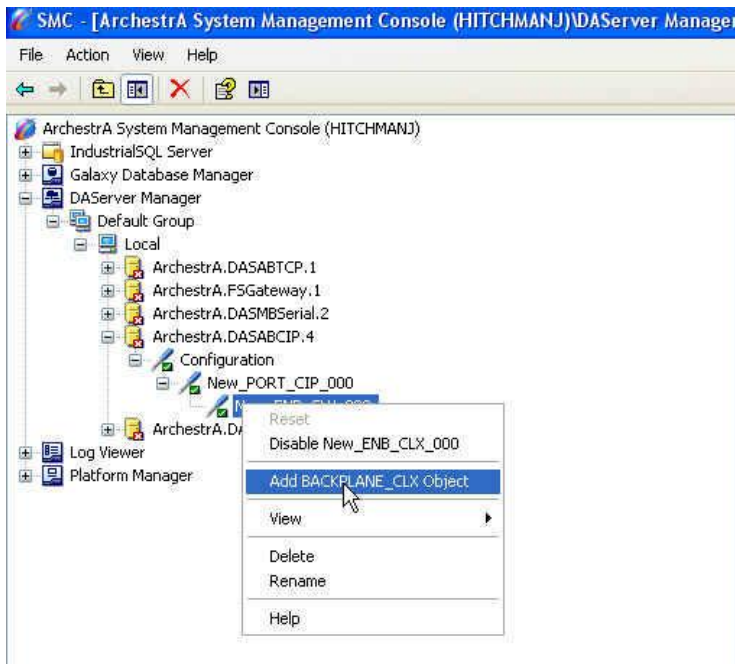 SMC - [ArchestrA System Management Console (HITCHMANJ)\DAServer Manager
File Action View Help
ArchestrA System Management Console (HITCHMANJ)
IndustrialSQL Server
Galaxy Database Manager
DAServer Manager
Default Group
Local
ArchestrA.DASABTCP.1
ArchestrA.FSGateway.1
ArchestrA.DASMBSerial.2
ArchestrA.DASABCIP.4
Configuration
New_PORT_CIP_000
ArchestrA.DA
Log Viewer
Platform Manager
Reset
Disable New_ENB_CLX_000
Add BACKPLANE_CLX Object
View
Delete
Rename
Help